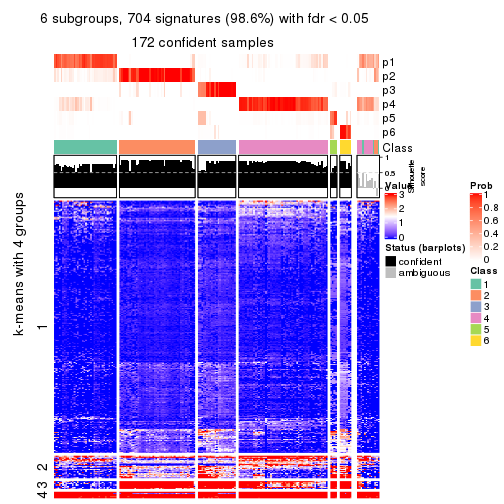 6 subgroups, 704 signatures (98.6%) with fdr < 0.05
172 confident samples
p1
p2
p3
p4
p5
p6
Class
1
0.5
0
Silhouette
score
k-means with 4 groups
1
2
3
4
Value
3
2
1
0
Status (barplots)
confident
ambiguous
Prob
1
0.8
0.6
0.4
0.2
0
Class
1
2
3
4
5
6